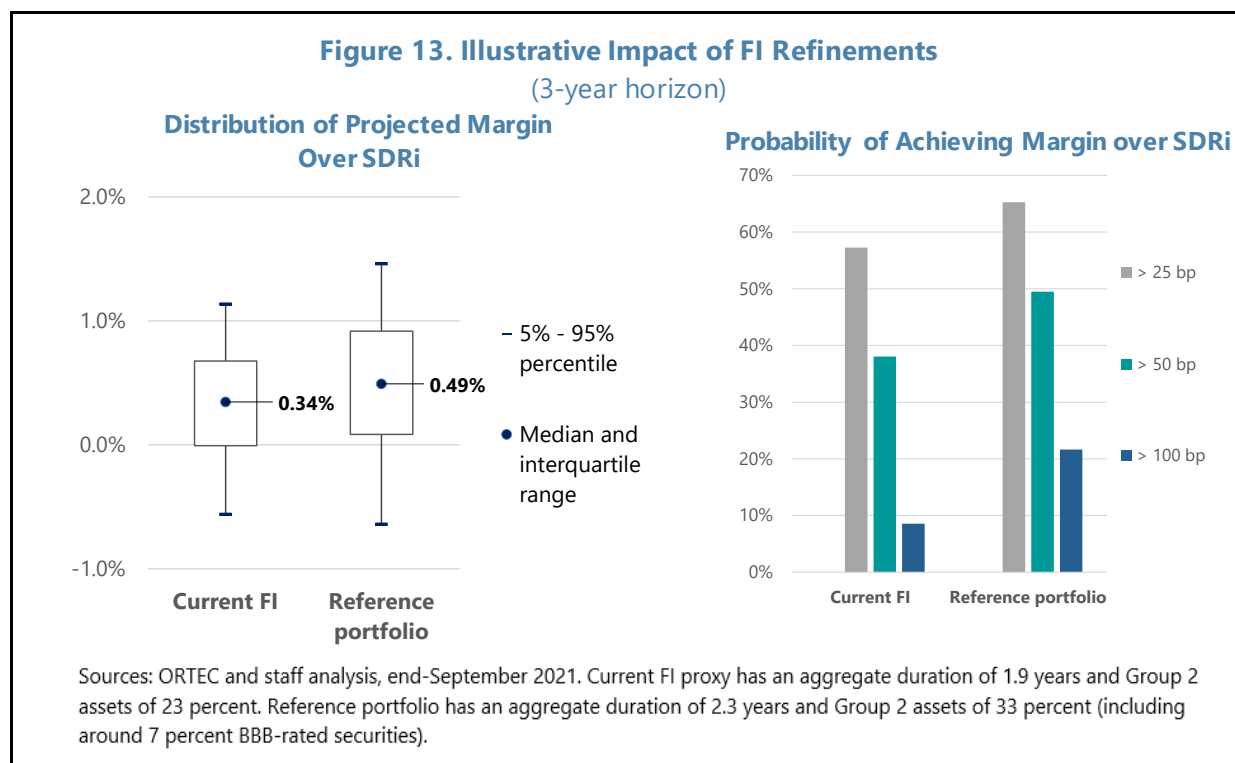 Figure 13. Illustrative Impact of FI Refinements
(3-year horizon)
Distribution of Projected Margin
Over SDRi
2.0%
1.0%
0.0%
-1.0%
0.34%
0.49%
Current FI
Reference
portfolio
5% - 95%
percentile
Median and
interquartile
range
Probability of Achieving Margin over SDRi
70%
60%
50%
40%
30%
20%
10%
0%
Current FI
Reference portfolio
> 25 bp
> 50 bp
> 100 bp
Sources: ORTEC and staff analysis, end-September 2021. Current FI proxy has an aggregate duration of 1.9 years and Group 2
assets of 23 percent. Reference portfolio has an aggregate duration of 2.3 years and Group 2 assets of 33 percent (including
around 7 percent BBB-rated securities).